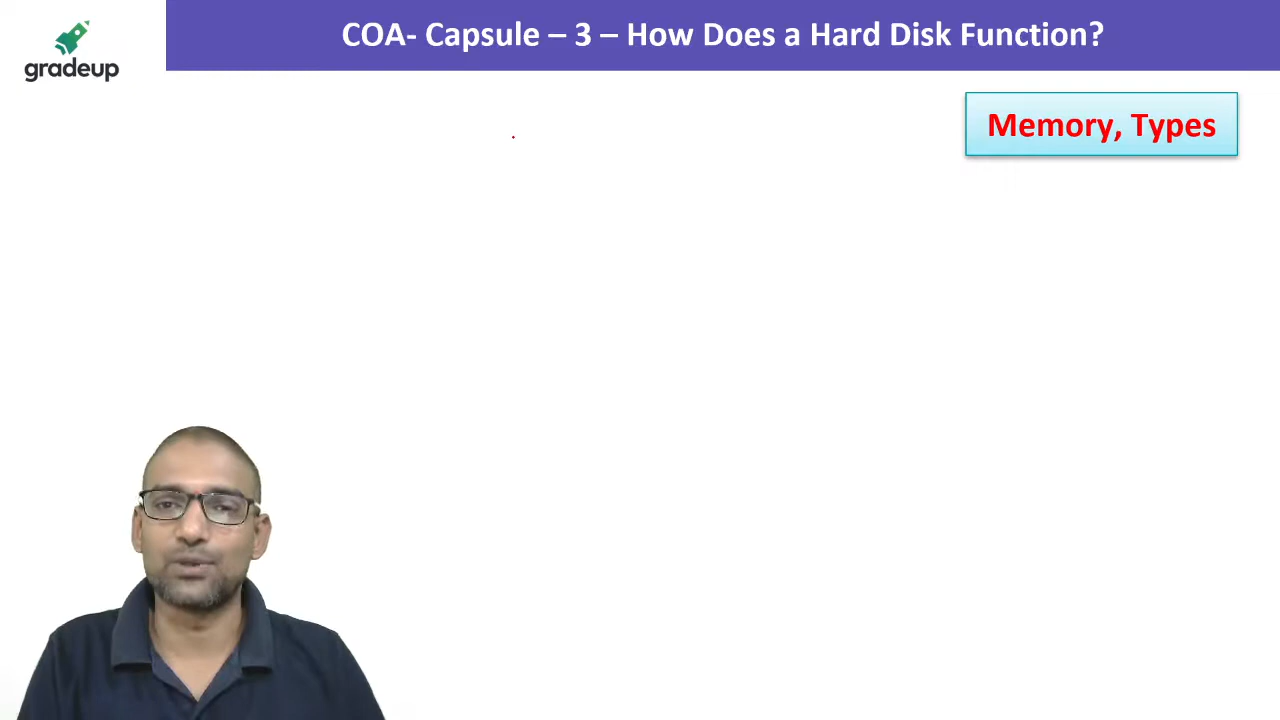 COA- Capsule – 3 – How Does a Hard Disk Function?
gradeup
Memory, Types